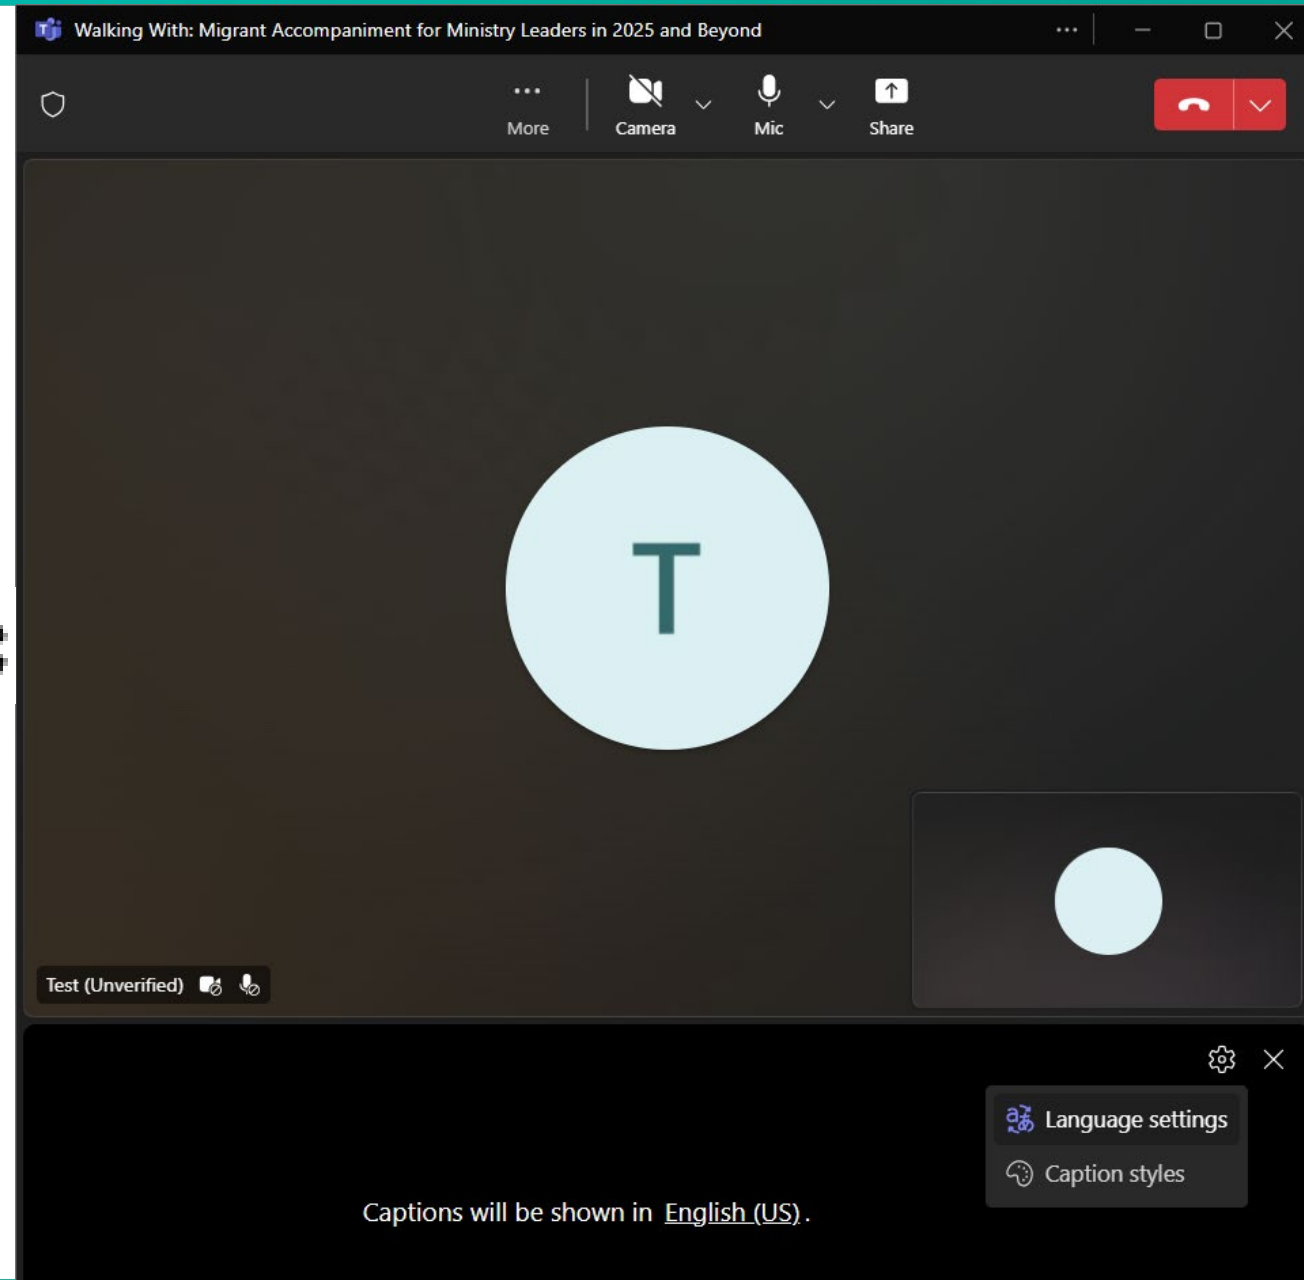 Walking With: Migrant Accompaniment for Ministry Leaders in 2025 and Beyond
More Camera Mic Share
T
Test (Unverified)
Language settings
Caption styles
Captions will be shown in English (US).